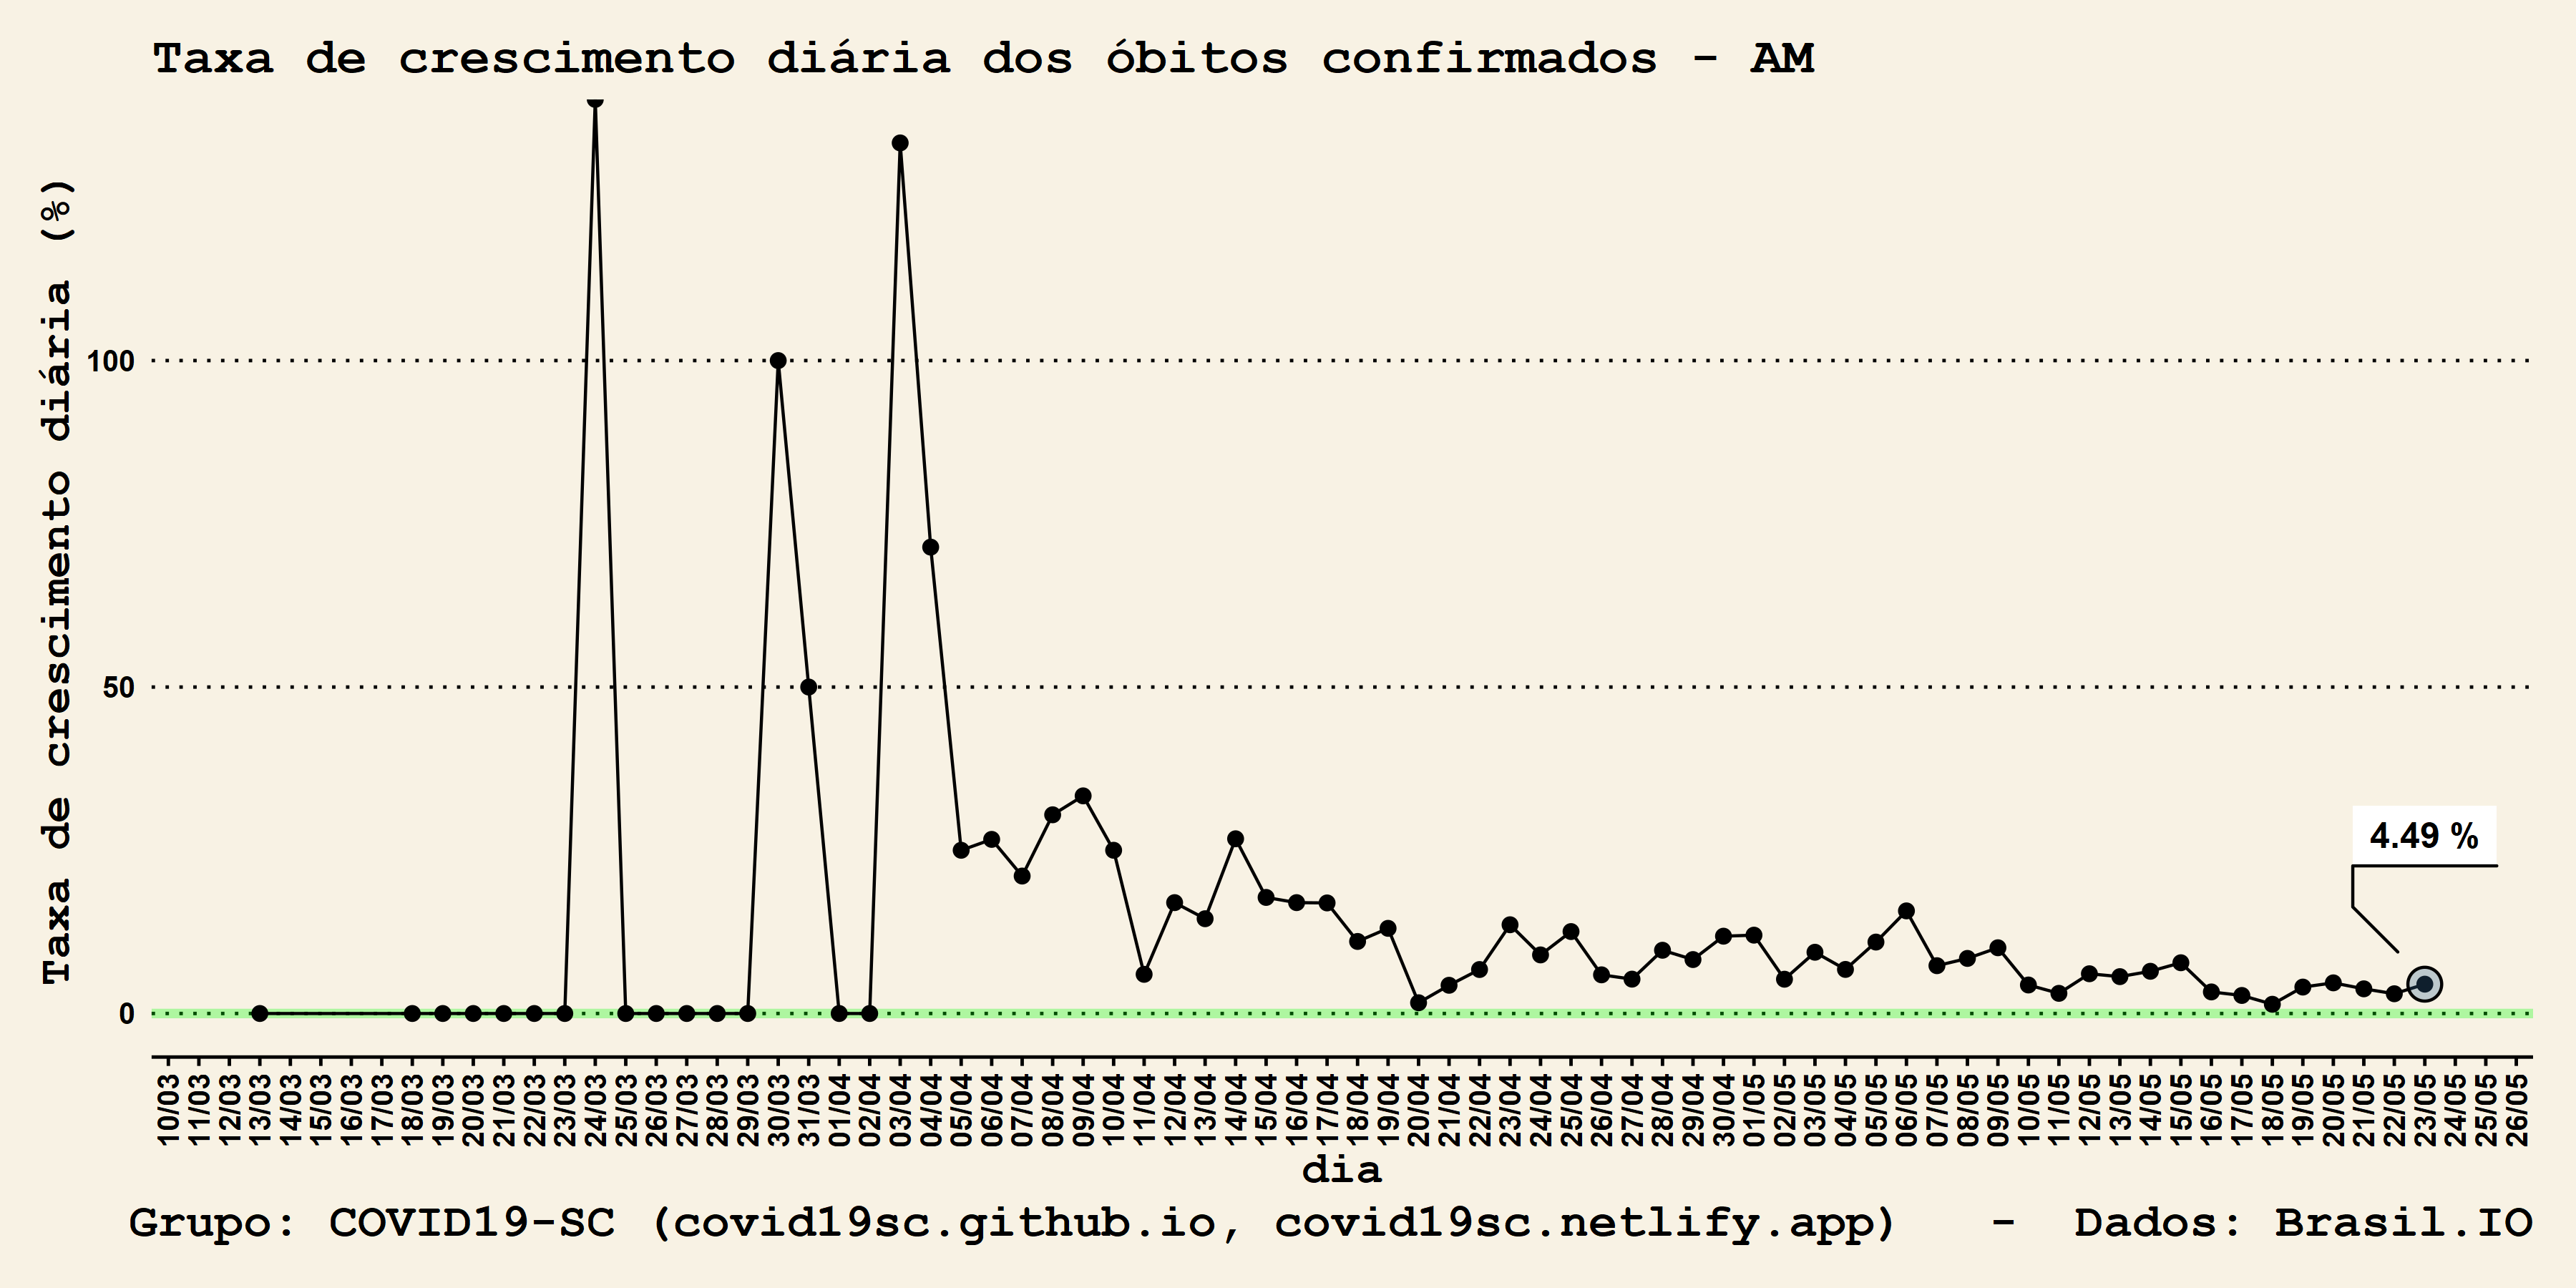 Taxa de crescimento diária dos óbitos confirmados - AM
Taxa de crescimento diária (%)
100
50
0
4.49 %
10/03 11/03 12/03 13/03 14/03 15/03 16/03 17/03 18/03 19/03 20/03 21/03 22/03 23/03 24/03 25/03 26/03 27/03 28/03 29/03 30/03 31/03 01/04 02/04 03/04 04/04 05/04 06/04 07/04 08/04 09/04 10/04 11/04 12/04 13/04 14/04 15/04 16/04 17/04 18/04 19/04 20/04 21/04 22/04 23/04 24/04 25/04 26/04 27/04 28/04 29/04 30/04 01/05 02/05 03/05 04/05 05/05 06/05 07/05 08/05 09/05 10/05 11/05 12/05 13/05 14/05 15/05 16/05 17/05 18/05 19/05 20/05 21/05 22/05 23/05 24/05 25/05 26/05
dia
Grupo: COVID19-SC (covid19sc.github.io, covid19sc.netlify.app) - Dados: Brasil.IO